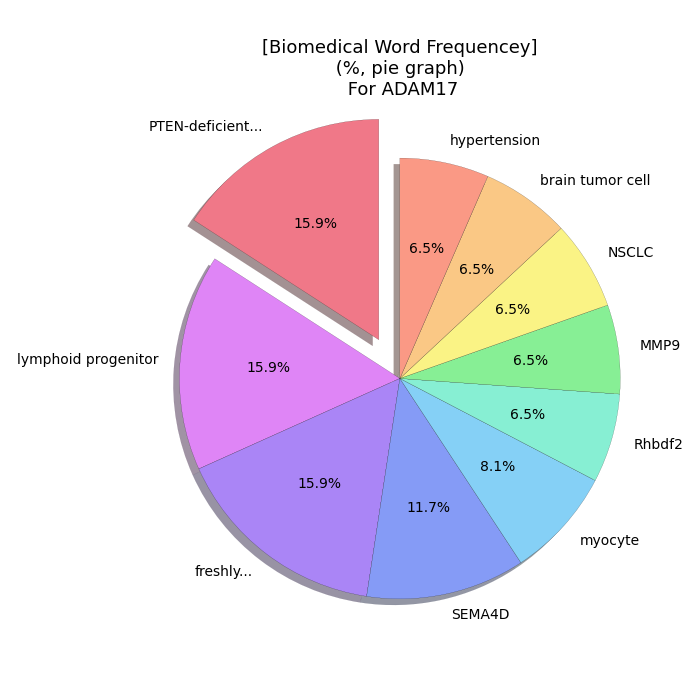 [Biomedical Word Frequencey]
(%, pie graph)
For ADAM17
PTEN-deficient...
hypertension
brain tumor cell
NSCLC
MMP9
Rhbdf2
myocyte
SEMA4D
freshly...
lymphoid progenitor
15.9%
6.5%
6.5%
6.5%
6.5%
6.5%
8.1%
11.7%
15.9%
15.9%